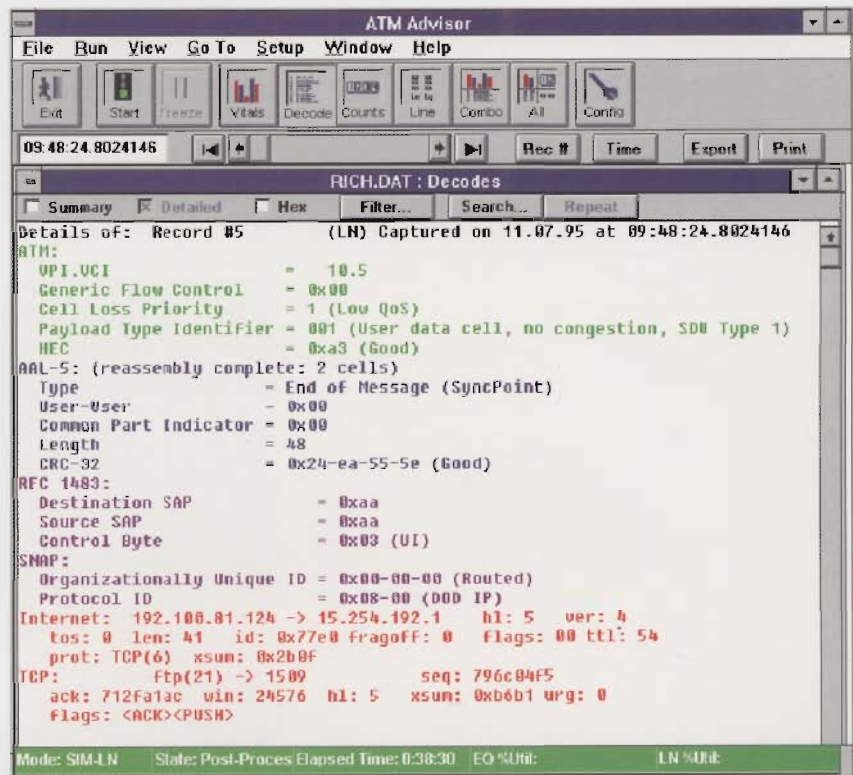 ATM Advisor
File Run View Go To Setup Window Help
Exit Start Freeze Vitals Decode Counts Line Combo All Config
09:48:24.8024146 Rec # Time Export Print
RICH.DAT : Decodes
Summary Detailed Hex Filter... Search... Repeat
Details of: Record #5 (LN) Captured on 11.07.95 at 09:48:24.8024146
ATM:
VPI.VCI = 10.5
Generic Flow Control = 0x00
Cell Loss Priority = 1 (Low QoS)
Payload Type Identifier = 001 (User data cell, no congestion, SDU Type 1)
HEC = 0xa3 (Good)
AAL-5: (reassembly complete: 2 cells)
Type = End of Message (SyncPoint)
User-User = 0x00
Common Part Indicator = 0x00
Length = 48
CRC-32 = 0x24-ea-55-5e (Good)
RFC 1483:
Destination SAP = 0xaa
Source SAP = 0xaa
Control Byte = 0x03 (UI)
SNAP:
Organizationally Unique ID = 0x00-00-00 (Routed)
Protocol ID = 0x08-00 (DOD IP)
Internet: 192.100.81.124 -> 15.254.192.1 hl: 5 ver: 4
tos: 0 len: 41 id: 0x77e0 fragoff: 0 flags: 00 ttl: 54
prot: TCP(6) xsum: 0x2b0f
TCP: ftp(21) -> 1509 seq: 796c04f5
ack: 712fa1ac win: 24576 hl: 5 xsum: 0xb6b1 urg: 0
flags: <ACK><PUSH>
Mode: SIM-LN State: Post-Proces Elapsed Time: 0:38:30 EO %Util: LN %Util: